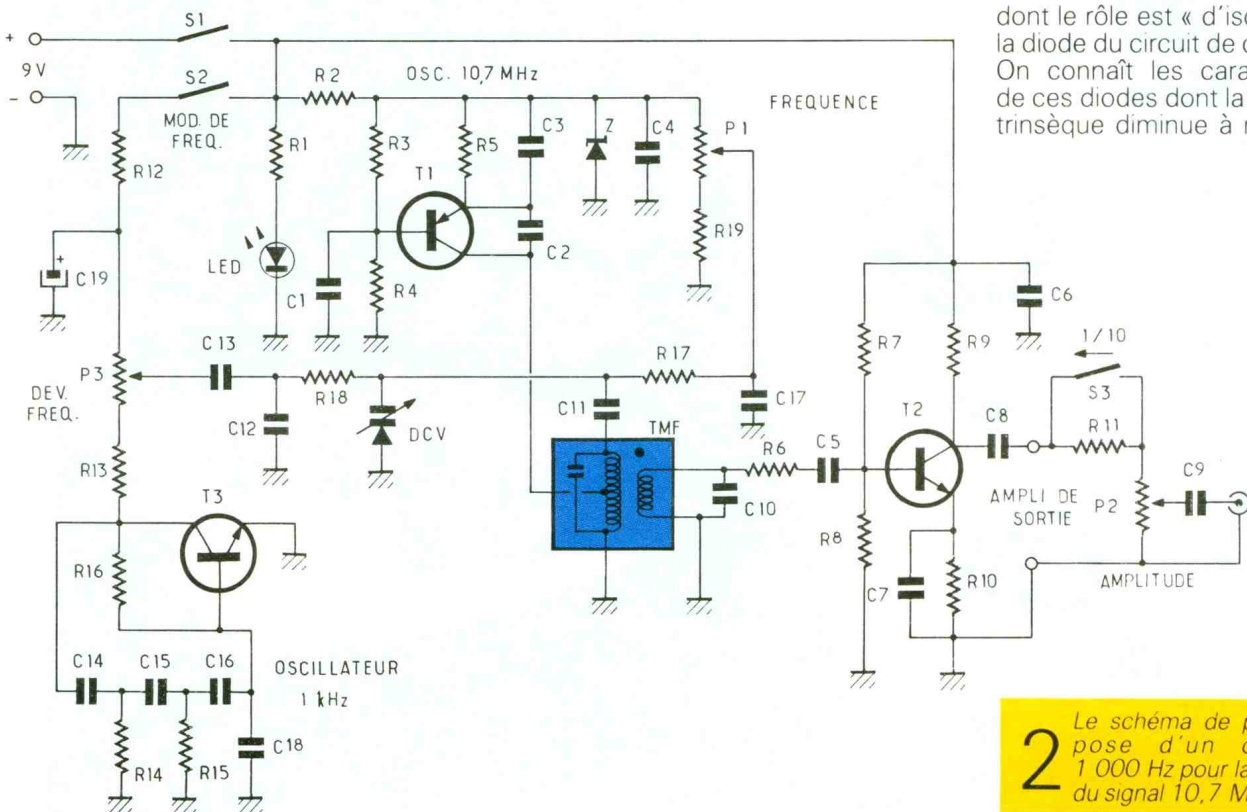 dont le rôle est « d'iso
la diode du circuit de c
On connaît les cara
de ces diodes dont la
trinsèque diminue à r
S1
+
9 V
-
S2
MOD. DE
FREQ.
R2
OSC. 10,7 MHz
FREQUENCE
R12
R1
R3
R5
C3
Z
C4
P1
T1
C19
+
LED
C1
R4
C2
R19
C6
C13
R17
R7
R9
1/10
S3
P3
DEV.
FREQ.
R18
C12
DCV
C11
TMF
C17
T2
C8
R11
R6
C5
R13
T3
C10
AMPLI DE
SORTIE
P2
C9
R8
R16
C7
R10
AMPLITUDE
C14
C15
C16
OSCILLATEUR
1 kHz
C18
R14
R15
2
Le schéma de p
pose d'un o
1 000 Hz pour la
du signal 10,7 M